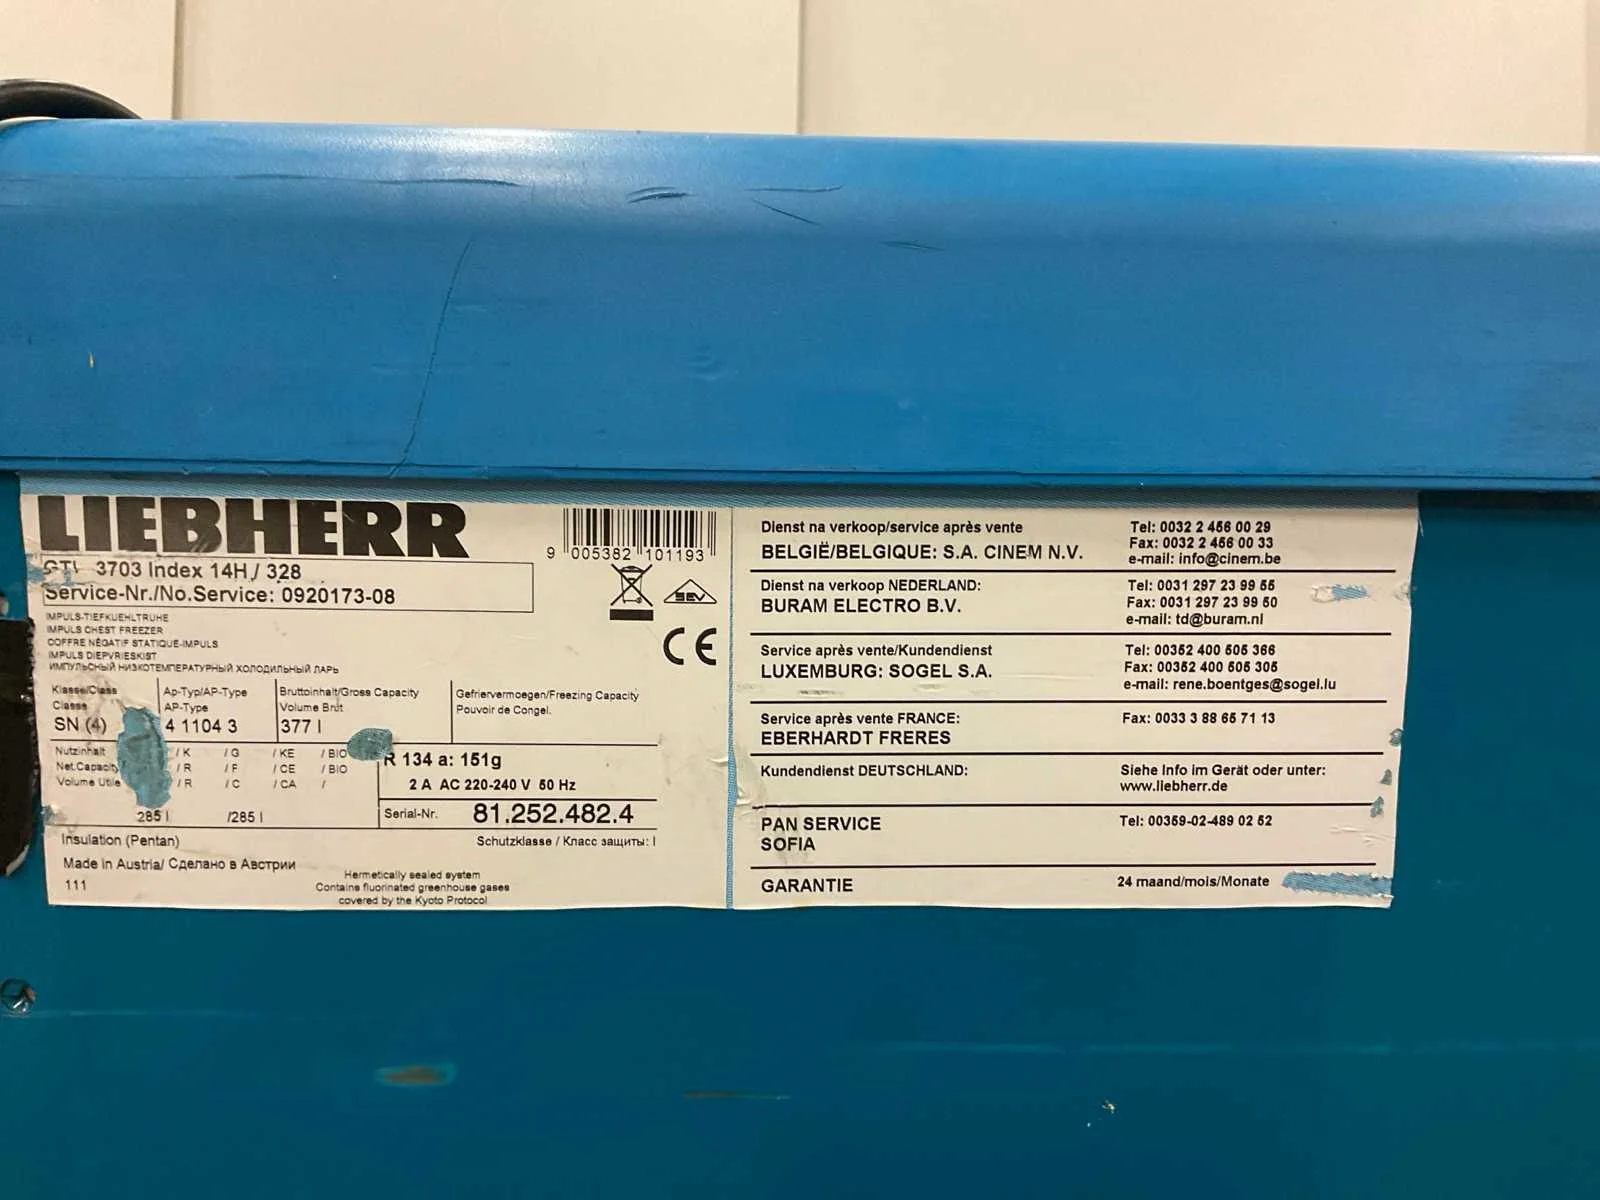 LIEBHERR
9 005382 101193
3703 Index 14H / 328
Service-Nr./No.Service: 0920173-08
SEV
CE
IMPULS-TIEFKUEHLTRUHE
IMPULS CHEST FREEZER
COFFRE NÉGATIF STATIQUE-IMPULS
IMPULS DIEPVRIESKIST
ИМПУЛЬСНЫЙ НИЗКОТЕМПЕРАТУРНЫЙ ХОЛОДИЛЬНЫЙ ЛАРЬ
Klasse/Class
Classe
SN (4)
Ap-Typ/AP-Type
AP-Type
4 1104 3
Bruttoinhalt/Gross Capacity
Volume Brut
377 l
Gefriervermoegen/Freezing Capacity
Pouvoir de Congel.
Nutzinhalt / K / G / KE / BIO
Net.Capacity / R / F / CE / BIO
Volume Utile / R / C / CA /
285 l /285 l
R 134 a: 151g
2 A AC 220-240 V 50 Hz
Serial-Nr. 81.252.482.4
Insulation (Pentan)
Schutzklasse / Класс защиты: I
Made in Austria/ Сделано в Австрии
111
Hermetically sealed system
Contains fluorinated greenhouse gases
covered by the Kyoto Protocol
Dienst na verkoop/service après vente
BELGIË/BELGIQUE: S.A. CINEM N.V.
Tel: 0032 2 456 00 29
Fax: 0032 2 456 00 33
e-mail: info@cinem.be
Dienst na verkoop NEDERLAND:
BURAM ELECTRO B.V.
Tel: 0031 297 23 99 55
Fax: 0031 297 23 99 50
e-mail: td@buram.nl
Service après vente/Kundendienst
LUXEMBURG: SOGEL S.A.
Tel: 00352 400 505 366
Fax: 00352 400 505 305
e-mail: rene.boentges@sogel.lu
Service après vente FRANCE:
EBERHARDT FRERES
Fax: 0033 3 88 65 71 13
Kundendienst DEUTSCHLAND:
Siehe Info im Gerät oder unter:
www.liebherr.de
PAN SERVICE
SOFIA
Tel: 00359-02-489 02 52
GARANTIE
24 maand/mois/Monate